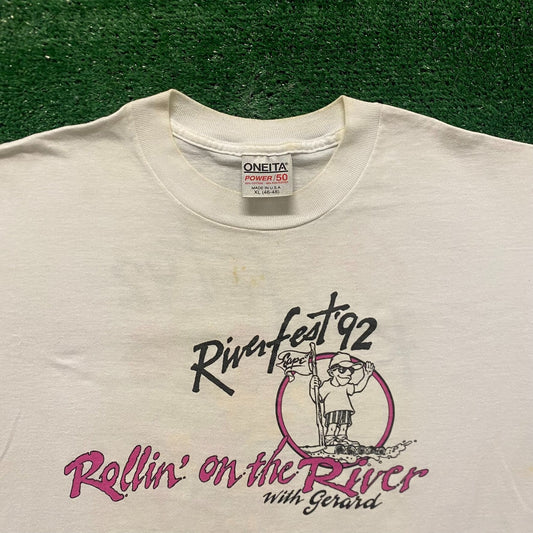 ONEITA®
POWER/50
MADE IN U.S.A.
XL (46-48)
Riverfest '92
Rollin' on the River
with Gerard